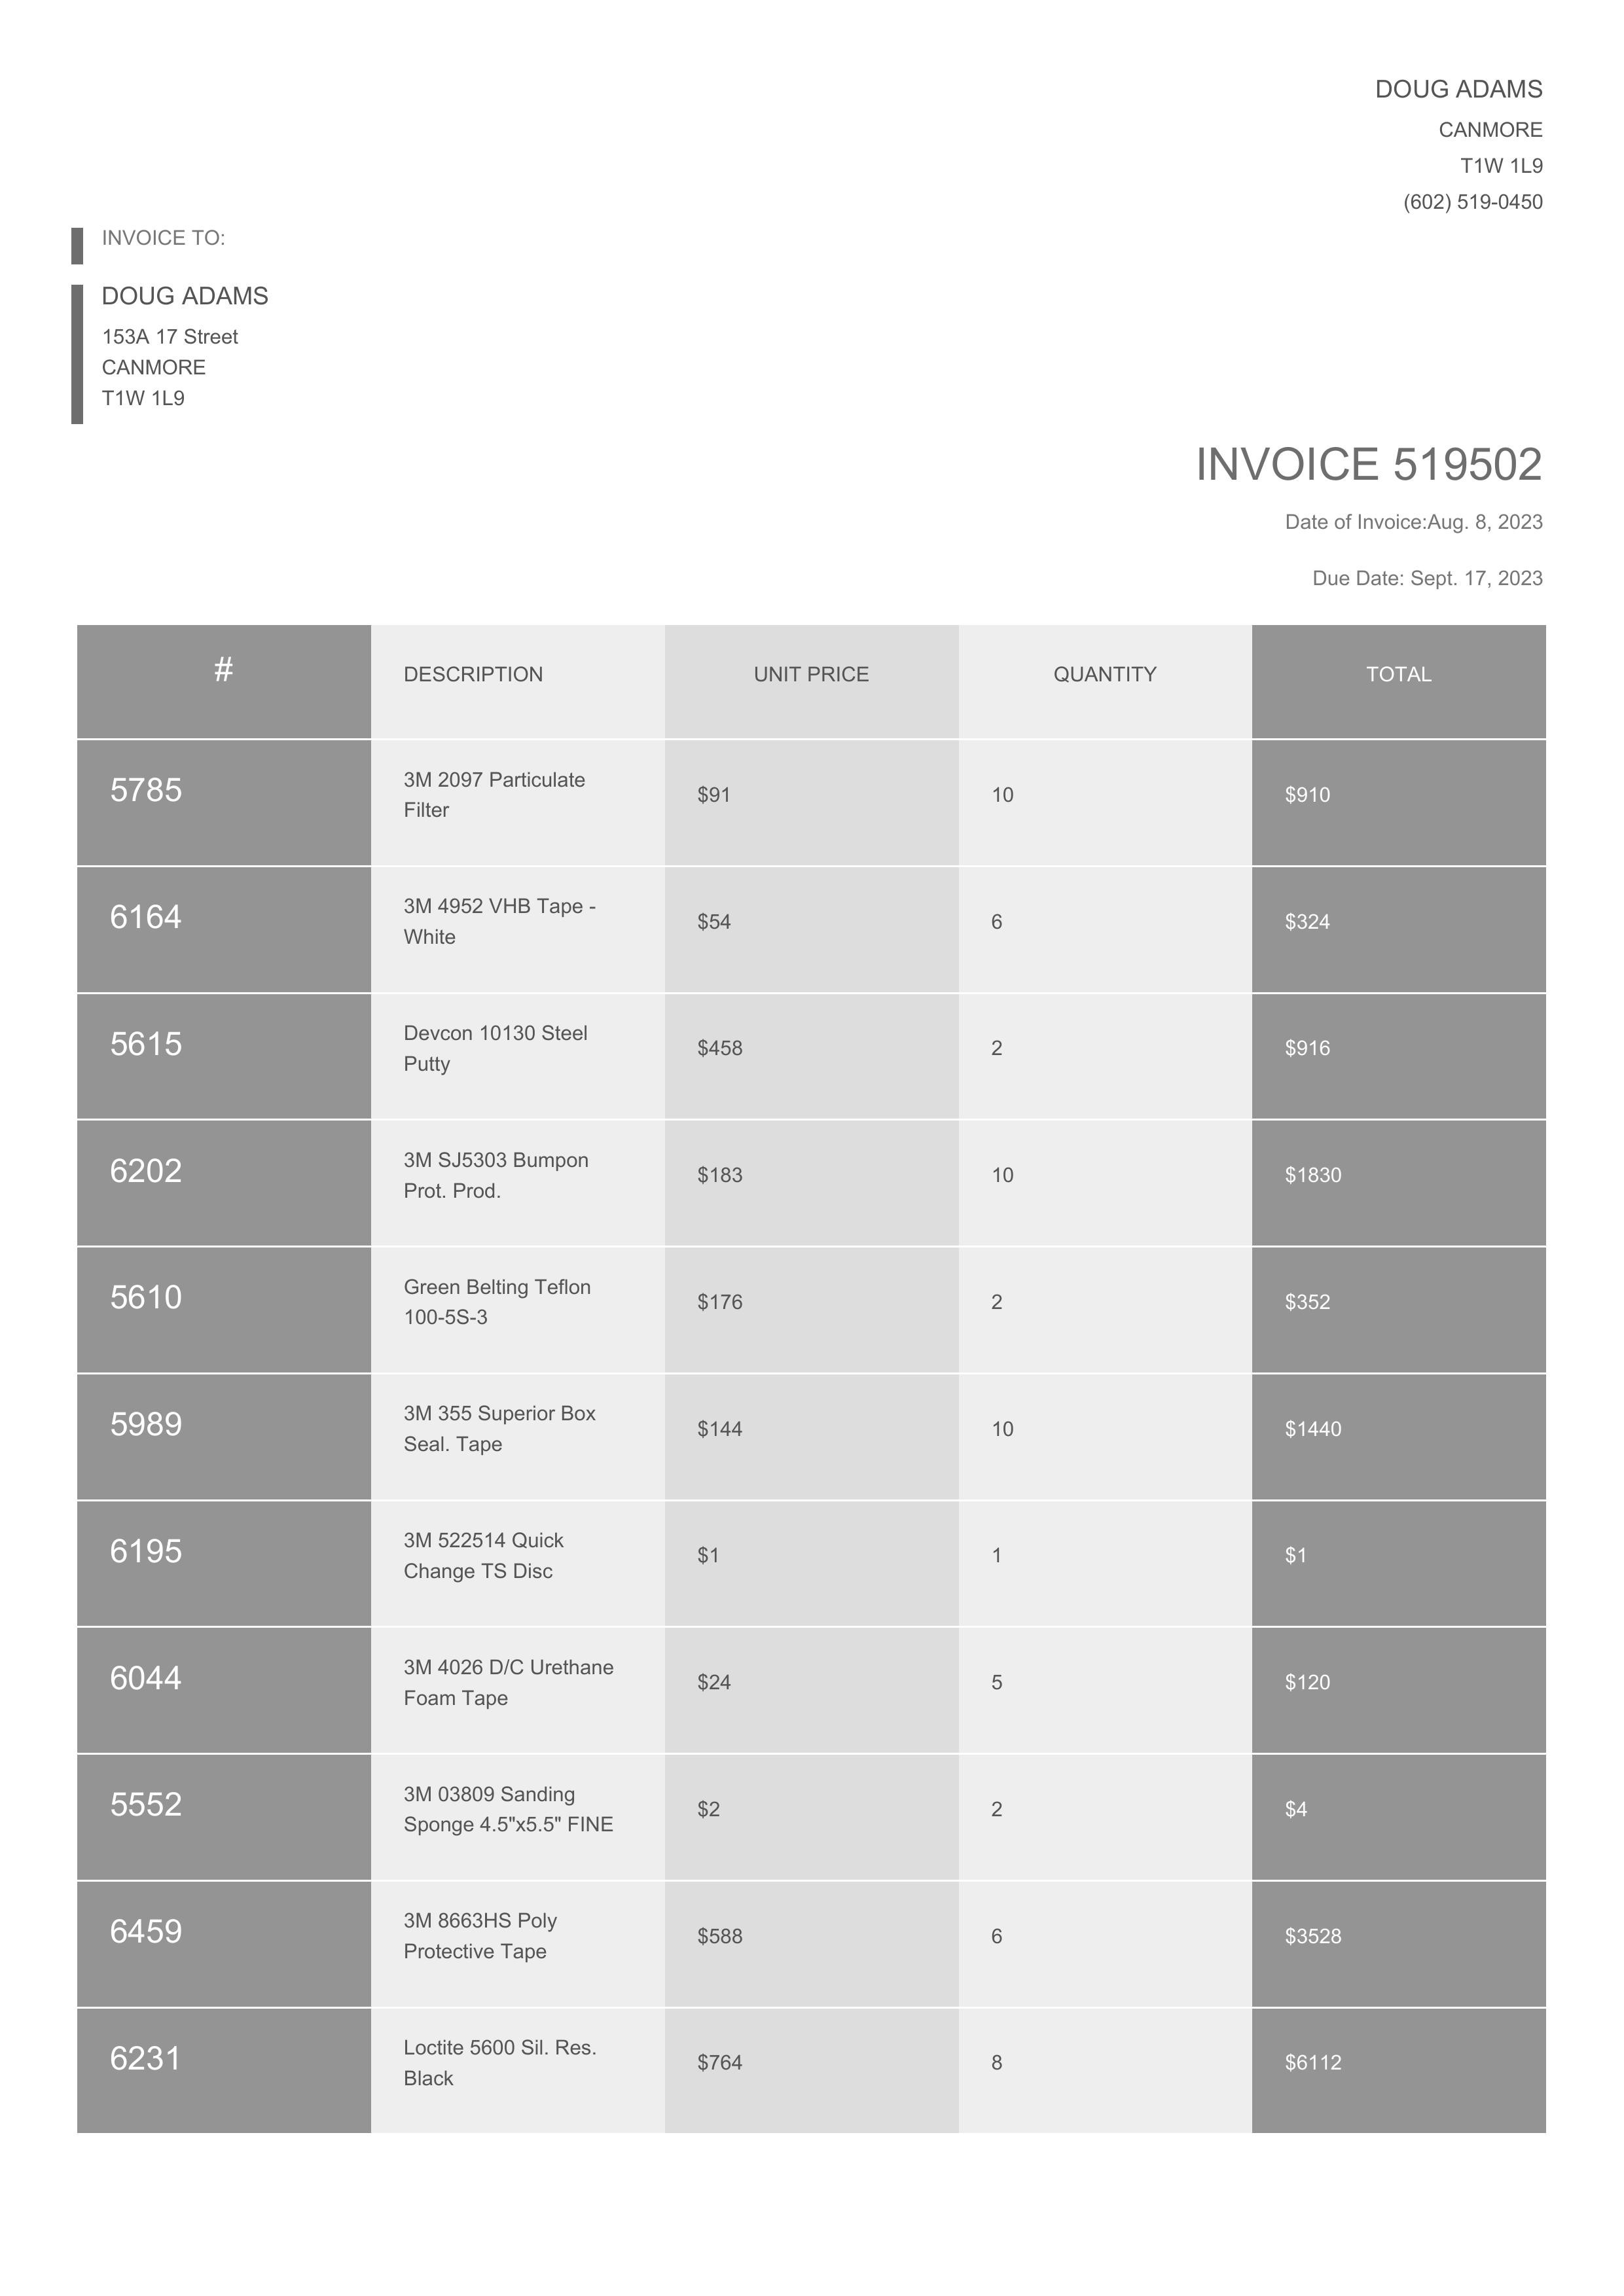 DOUG ADAMS
CANMORE
T1W 1L9
(602) 519-0450
INVOICE TO:
DOUG ADAMS
153A 17 Street
CANMORE
T1W 1L9
INVOICE 519502
Date of Invoice:Aug. 8, 2023
Due Date: Sept. 17, 2023
# DESCRIPTION UNIT PRICE QUANTITY TOTAL
5785 3M 2097 Particulate
Filter $91 10 $910
6164 3M 4952 VHB Tape -
White $54 6 $324
5615 Devcon 10130 Steel
Putty $458 2 $916
6202 3M SJ5303 Bumpon
Prot. Prod. $183 10 $1830
5610 Green Belting Teflon
100-5S-3 $176 2 $352
5989 3M 355 Superior Box
Seal. Tape $144 10 $1440
6195 3M 522514 Quick
Change TS Disc $1 1 $1
6044 3M 4026 D/C Urethane
Foam Tape $24 5 $120
5552 3M 03809 Sanding
Sponge 4.5"x5.5" FINE $2 2 $4
6459 3M 8663HS Poly
Protective Tape $588 6 $3528
6231 Loctite 5600 Sil. Res.
Black $764 8 $6112